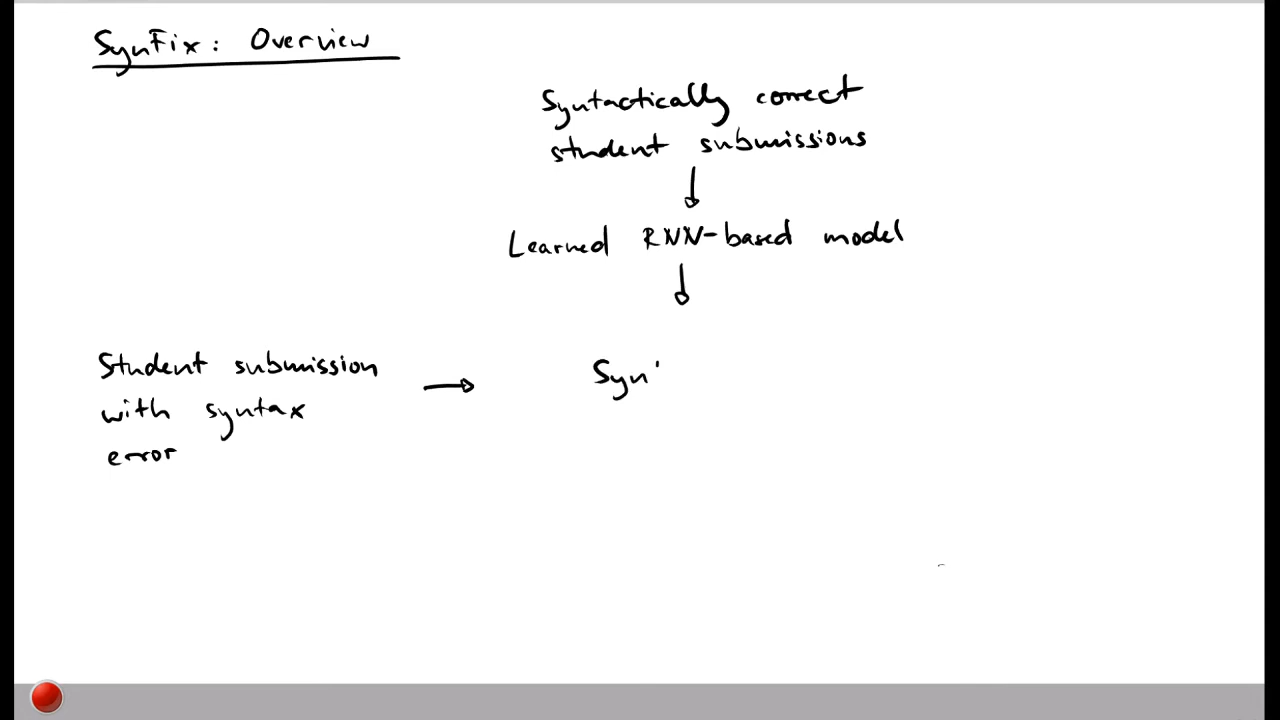 SynFix: Overview
Syntactically correct
student submissions
Learned RNN-based model
Student submission
with syntax
error
Syn